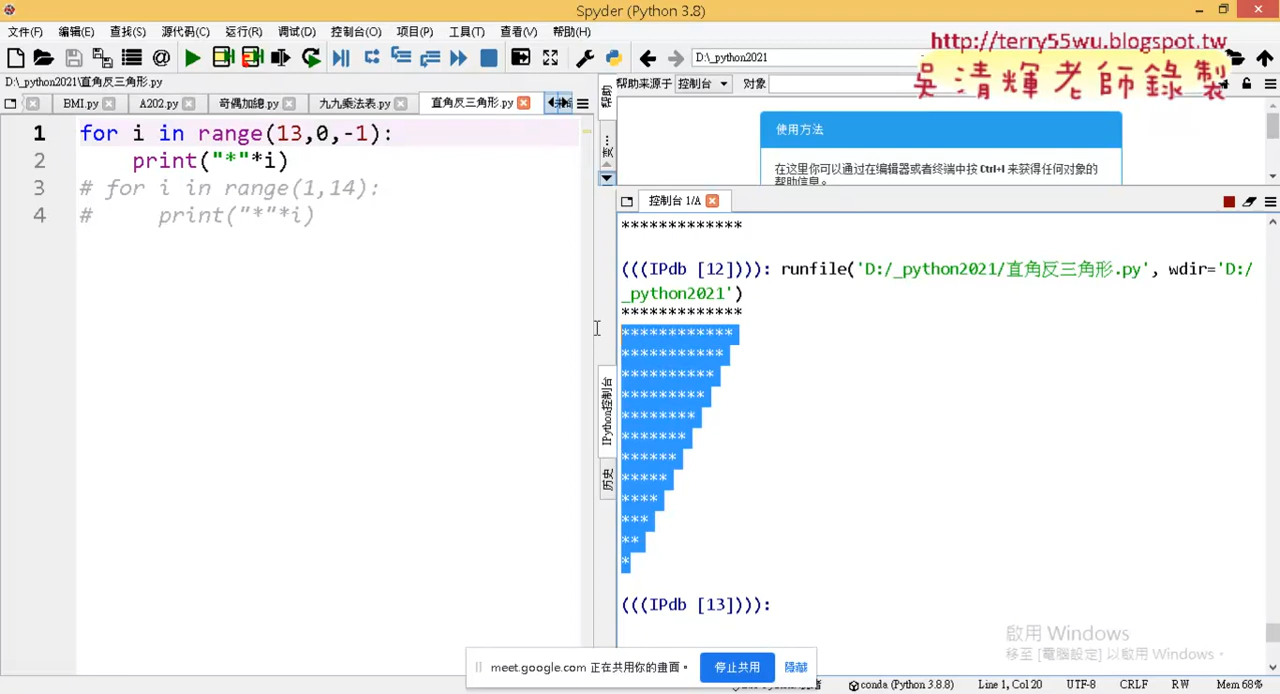 Spyder (Python 3.8)
文件(F) 编辑(E) 查找(S) 源代码(C) 运行(R) 调试(D) 控制台(O) 项目(P) 工具(T) 查看(V) 帮助(H)
D:\_python2021
http://terry55wu.blogspot.tw
吳清輝老師錄製
D:\_python2021\直角反三角形.py
BMI.py A202.py 奇偶加總.py 九九乘法表.py 直角反三角形.py
1 for i in range(13,0,-1):
2 print("*"*i)
3 # for i in range(1,14):
4 # print("*"*i)
帮助来源于 控制台 对象
帮助
使用方法
在这里你可以通过在编辑器或者终端中按 Ctrl+I 来获得任何对象的
帮助信息。
控制台 1/A
*************
(((IPdb [12]))): runfile('D:/_python2021/直角反三角形.py', wdir='D:/
_python2021')
*************
************
***********
**********
*********
********
*******
******
*****
****
***
**
*
(((IPdb [13]))):
IPython控制台
历史
啟用 Windows
移至 [電腦設定] 以啟用 Windows。
meet.google.com 正在共用你的畫面。 停止共用 隱藏
conda (Python 3.8.8) Line 1, Col 20 UTF-8 CRLF RW Mem 68%